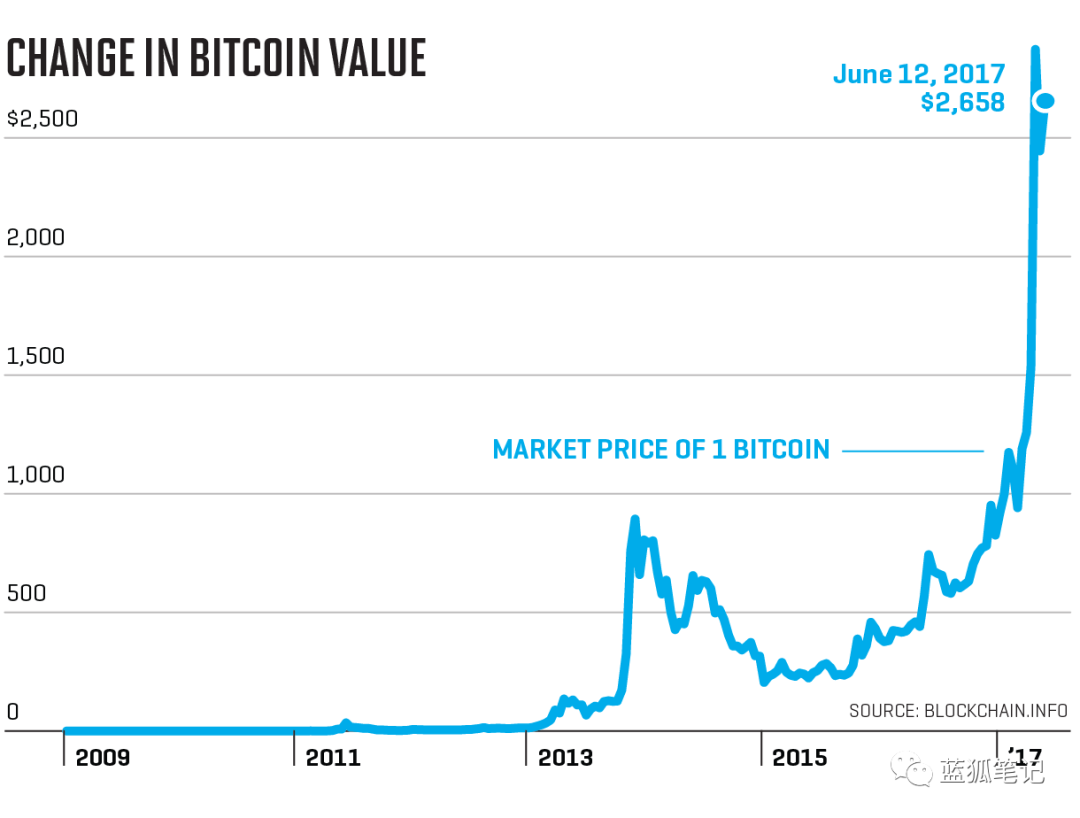 CHANGE IN BITCOIN VALUE
June 12, 2017
$2,658
$2,500
2,000
1,500
MARKET PRICE OF 1 BITCOIN
1,000
500
0
SOURCE: BLOCKCHAIN.INFO
2009
2011
2013
2015
'17
蓝狐笔记